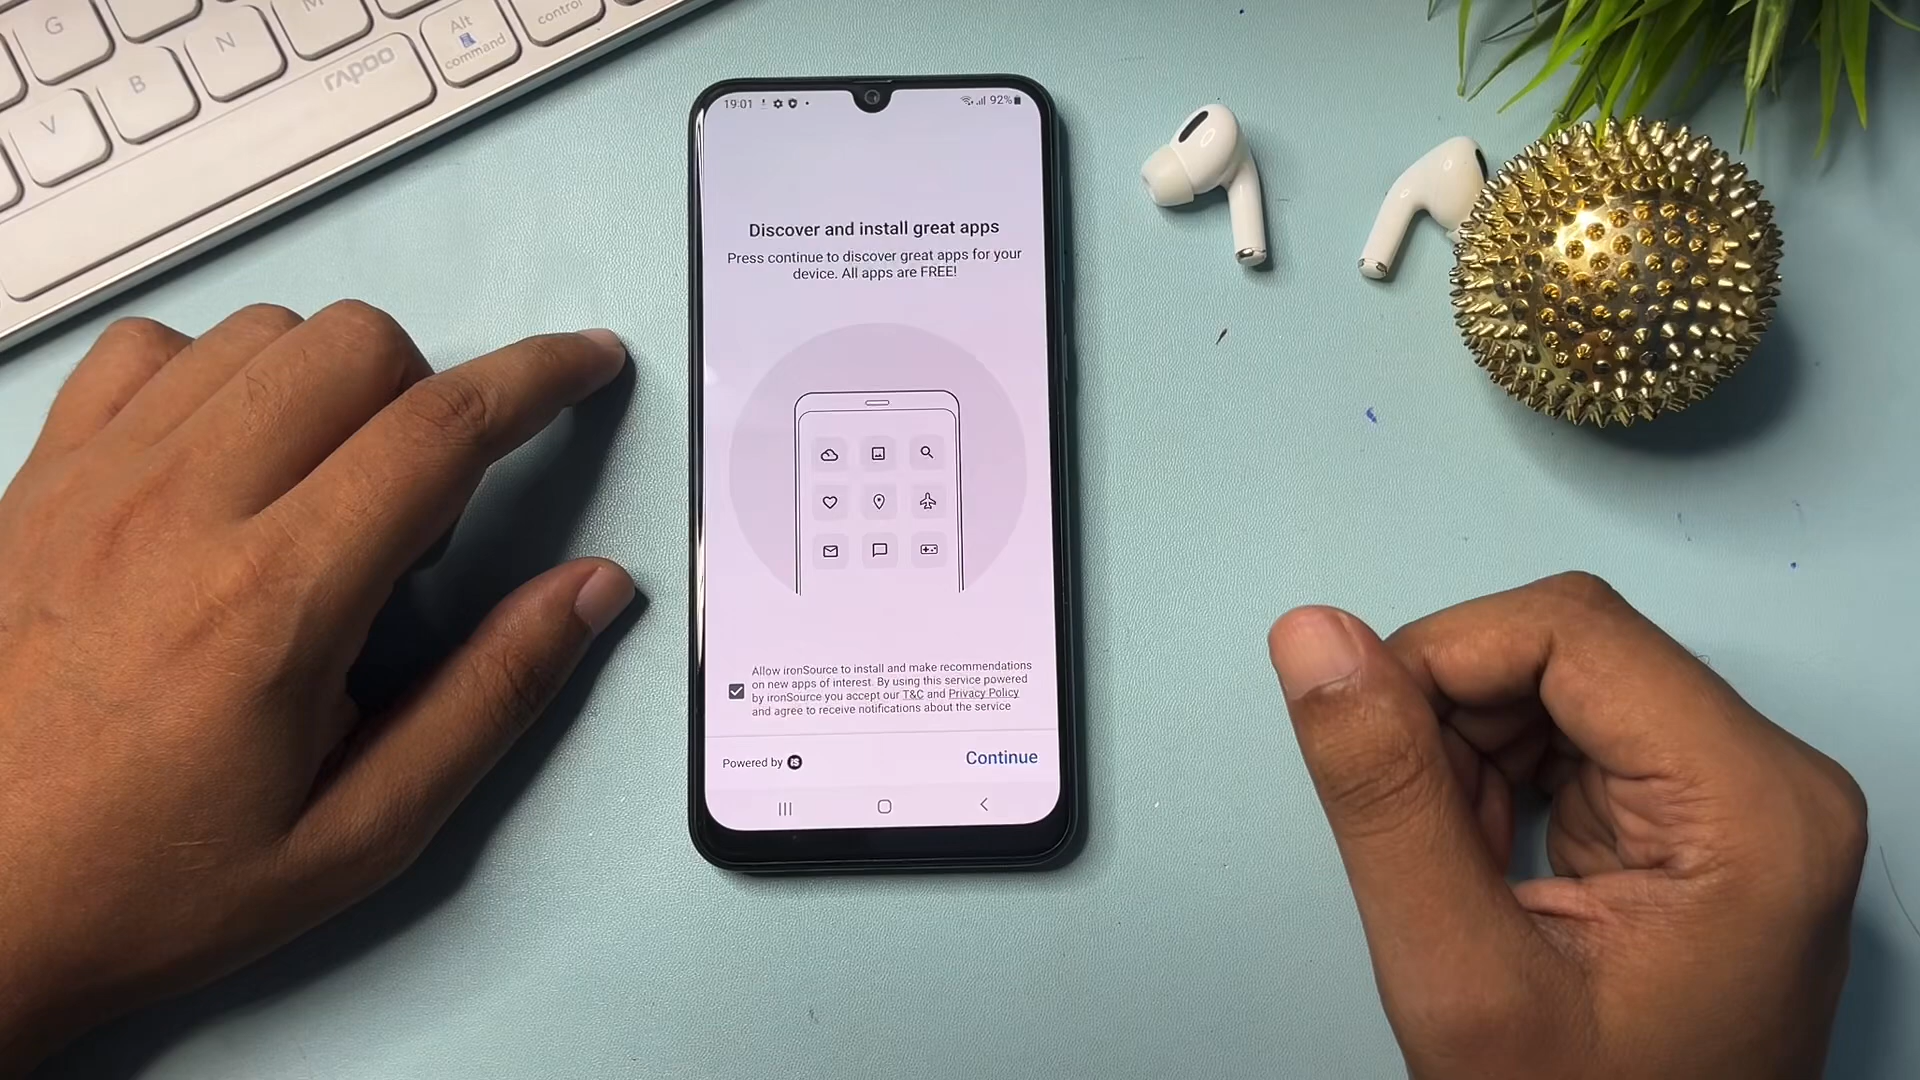 G
M
Alt
control
N
command
B
rapoo
V
19:01
92%
Discover and install great apps
Press continue to discover great apps for your
device. All apps are FREE!
Allow ironSource to install and make recommendations
on new apps of interest. By using this service powered
by ironSource you accept our T&C and Privacy Policy
and agree to receive notifications about the service
Powered by iS
Continue